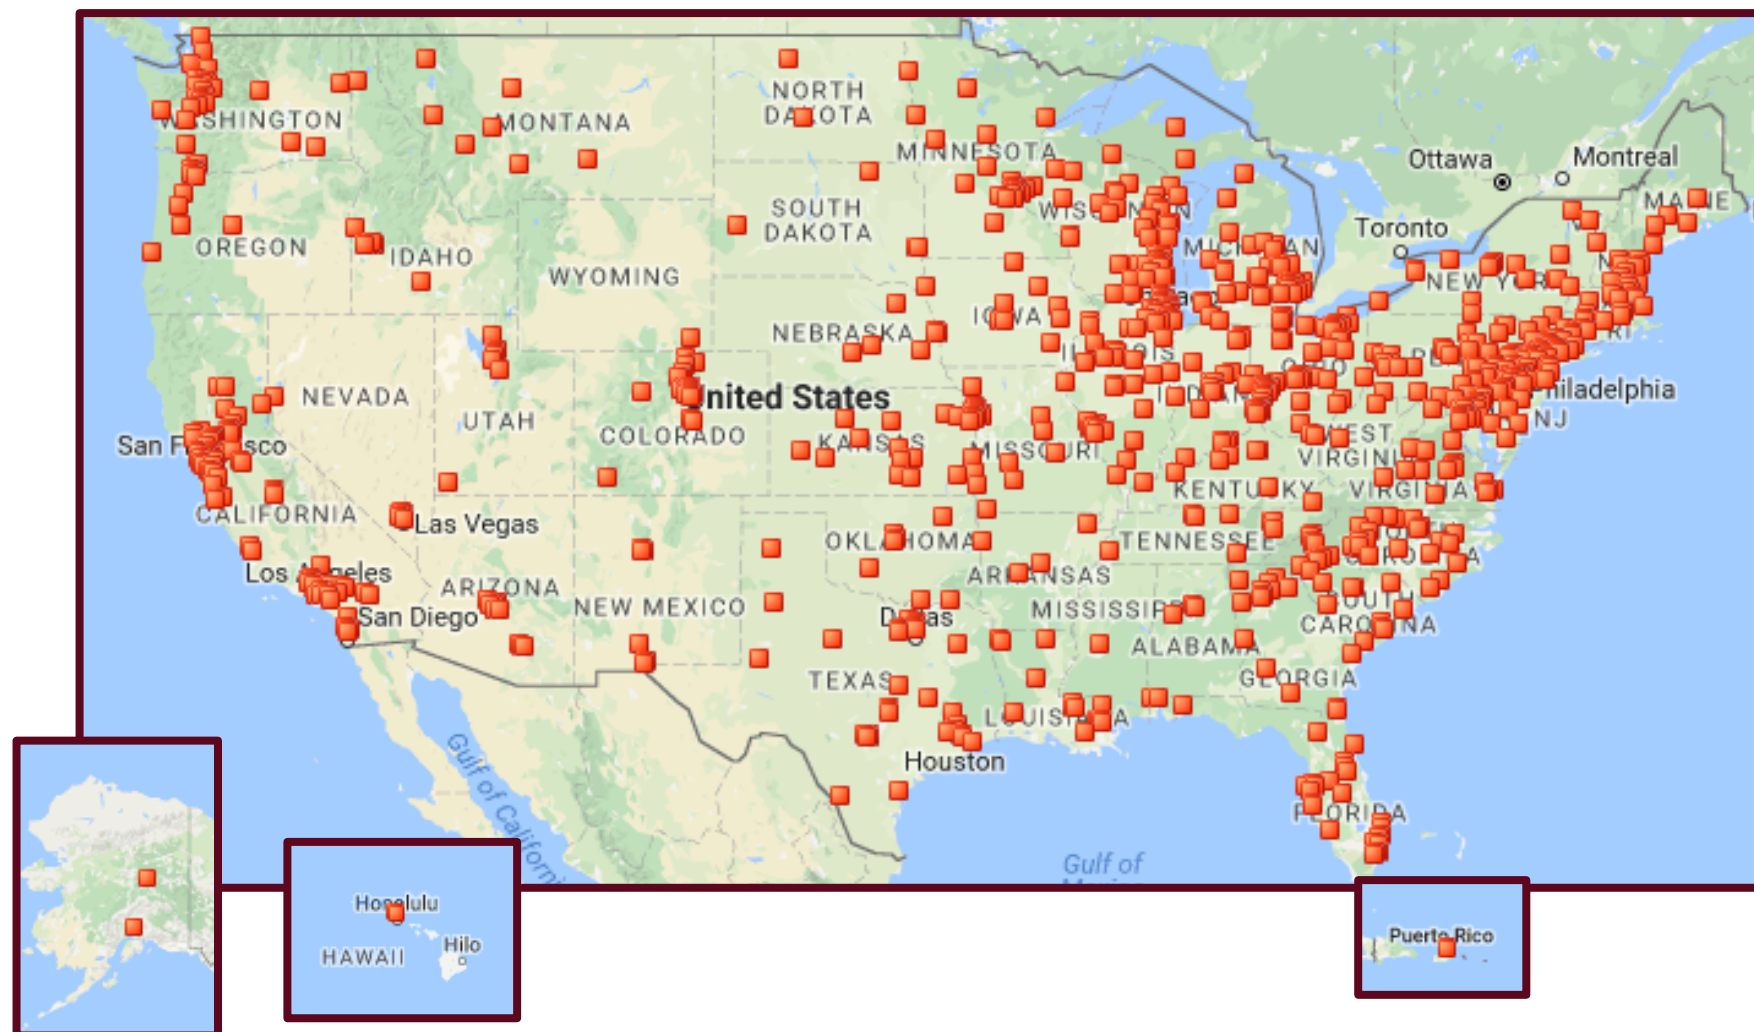 WASHINGTON
MONTANA
NORTH
DAKOTA
MINNESOTA
Ottawa
Montreal
MAINE
OREGON
IDAHO
WYOMING
SOUTH
DAKOTA
WISCONSIN
MICHIGAN
Toronto
NEW YORK
NEBRASKA
IOWA
ILLINOIS
OHIO
NEVADA
UTAH
COLORADO
United States
KANSAS
MISSOURI
INDIANA
WEST
VIRGINIA
Philadelphia
NJ
San Francisco
CALIFORNIA
Las Vegas
KENTUCKY
VIRGINIA
Los Angeles
San Diego
ARIZONA
NEW MEXICO
OKLAHOMA
ARKANSAS
TENNESSEE
MISSISSIPPI
Dallas
TEXAS
ALABAMA
SOUTH
CAROLINA
GEORGIA
LOUISIANA
Houston
FLORIDA
Gulf of California
Gulf of
Honolulu
HAWAII
Hilo
Puerto Rico